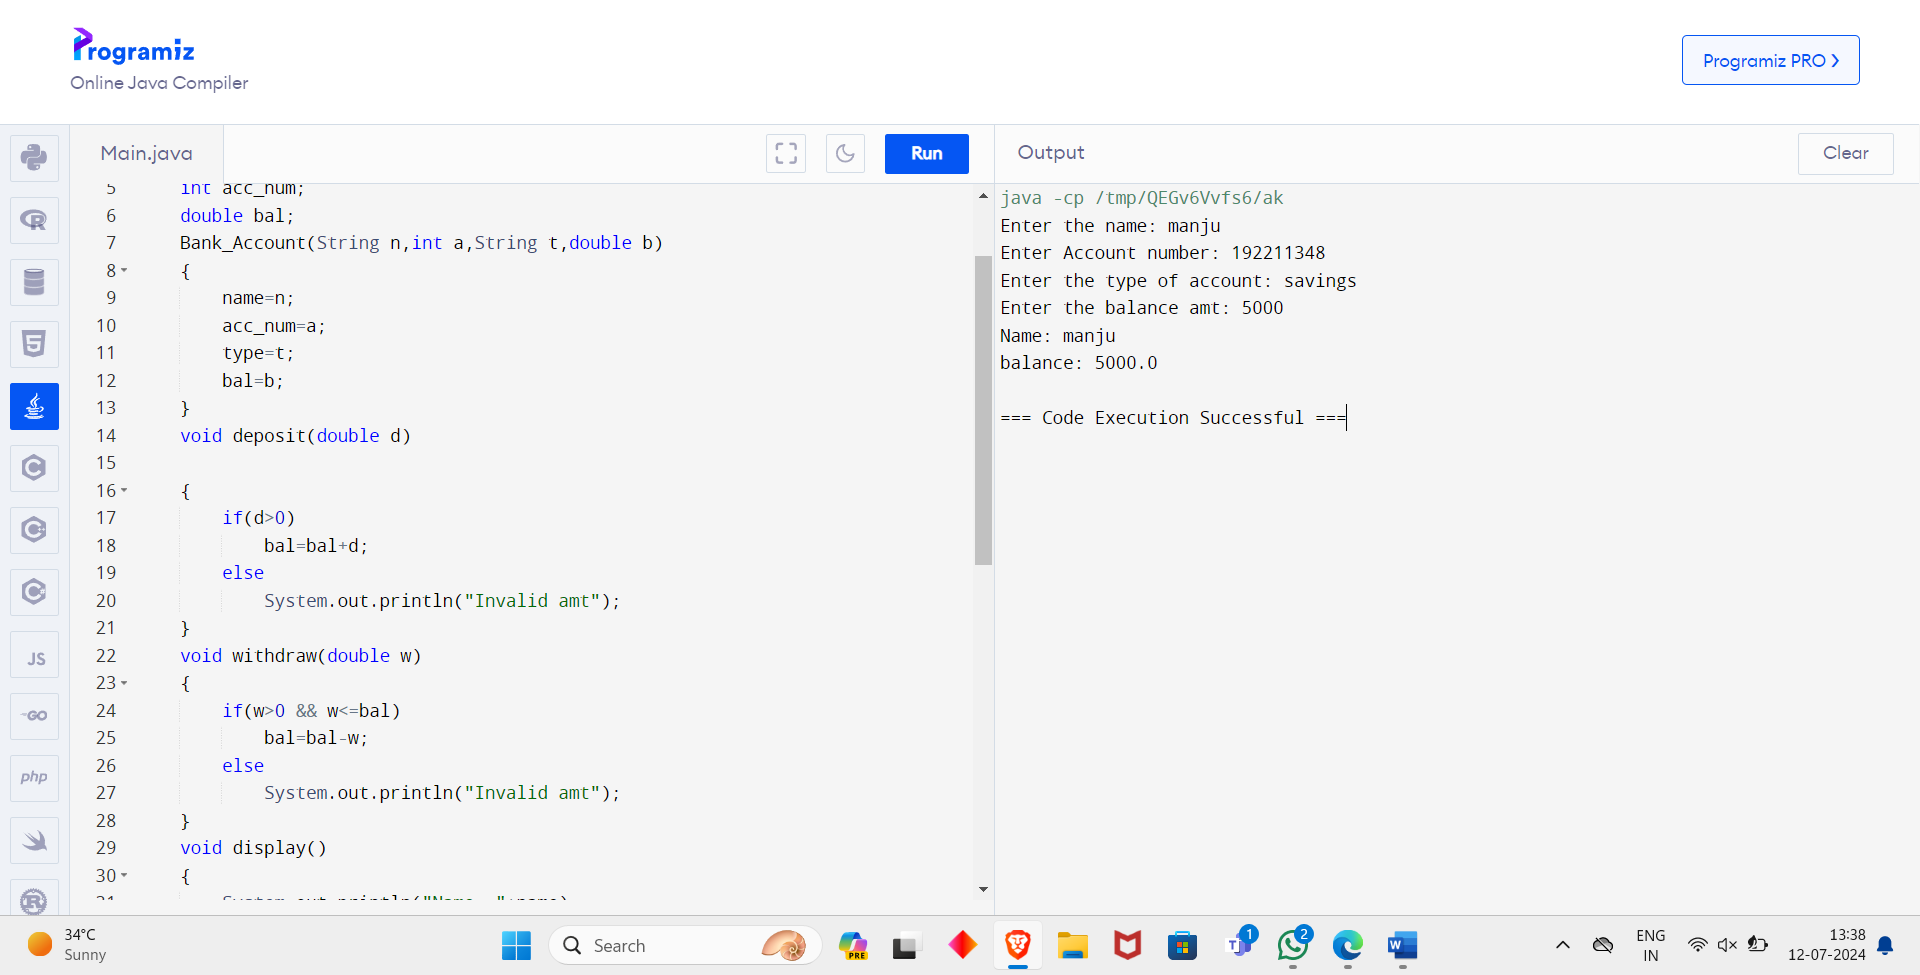 Programiz
Online Java Compiler
Programiz PRO ❯
Main.java
Run
Output
Clear
5 int acc_num;
6 double bal;
7 Bank_Account(String n,int a,String t,double b)
8 {
9 name=n;
10 acc_num=a;
11 type=t;
12 bal=b;
13 }
14 void deposit(double d)
15
16 {
17 if(d>0)
18 bal=bal+d;
19 else
20 System.out.println("Invalid amt");
21 }
22 void withdraw(double w)
23 {
24 if(w>0 && w<=bal)
25 bal=bal-w;
26 else
27 System.out.println("Invalid amt");
28 }
29 void display()
30 {
java -cp /tmp/QEGv6Vvfs6/ak
Enter the name: manju
Enter Account number: 192211348
Enter the type of account: savings
Enter the balance amt: 5000
Name: manju
balance: 5000.0
=== Code Execution Successful ===
R
5
C
C
C
JS
GO
php
R
34°C
Sunny
Search
PRE
1
2
W
ENG
IN
13:38
12-07-2024